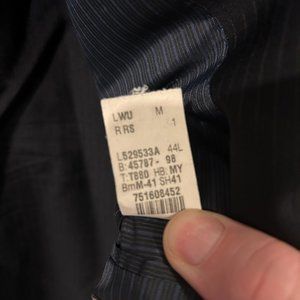 LWU M
RRS 1
L529533A 44L
B: 45787- 98
T: T880 HB: MY
BmM-41 SH41
751608452